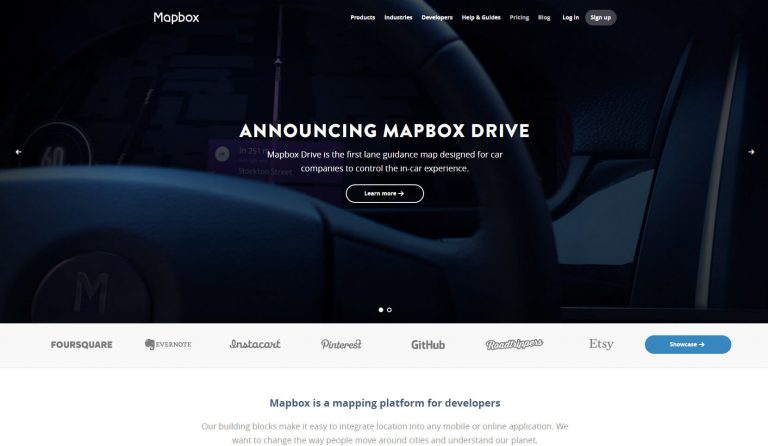 Mapbox
Products Industries Developers Help & Guides Pricing Blog Log in Sign up
ANNOUNCING MAPBOX DRIVE
Mapbox Drive is the first lane guidance map designed for car
companies to control the in-car experience.
Learn more →
60
In 251 m
Stockton Street
M
FOURSQUARE EVERNOTE Instacart Pinterest GitHub Roadtrippers Etsy Showcase →
Mapbox is a mapping platform for developers
Our building blocks make it easy to integrate location into any mobile or online application. We
want to change the way people move around cities and understand our planet.